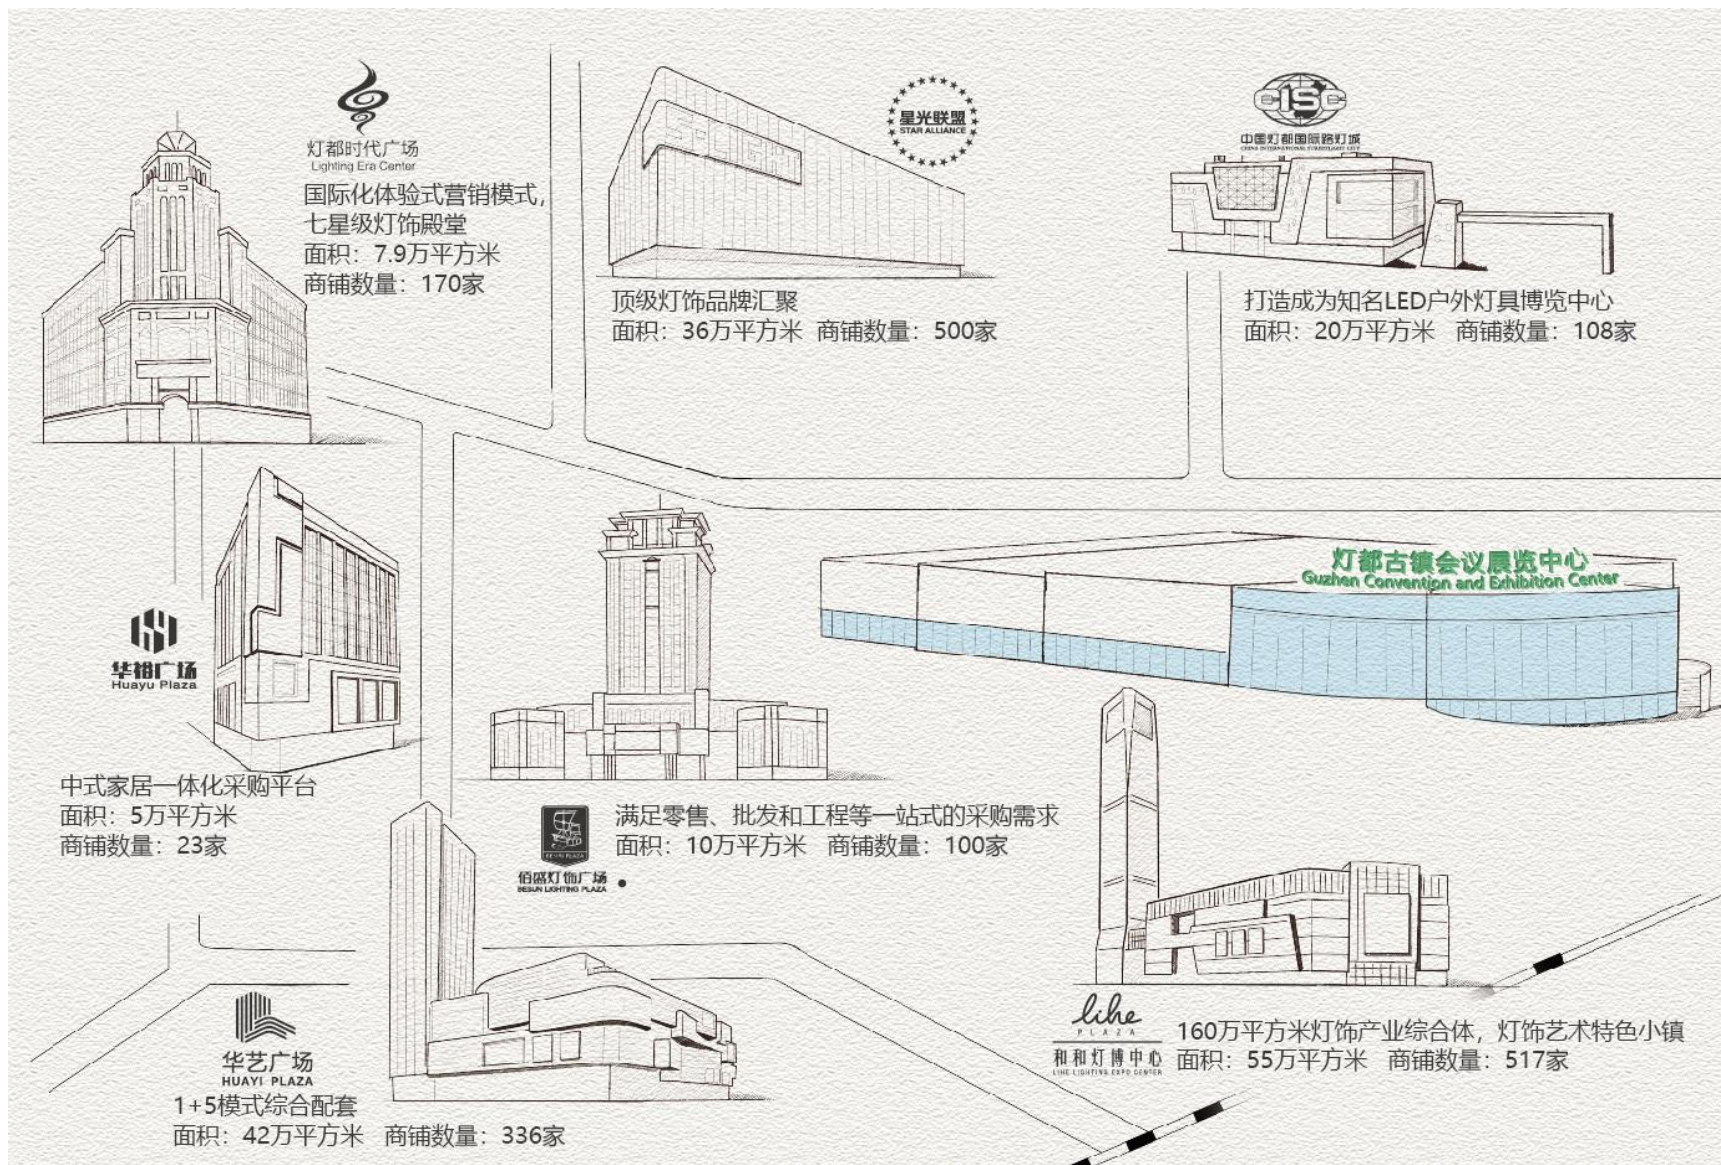 灯都时代广场
Lighting Era Center
国际化体验式营销模式，
七星级灯饰殿堂
面积：7.9万平方米
商铺数量：170家
SGLIGHT
星光联盟
STAR ALLIANCE
顶级灯饰品牌汇聚
面积：36万平方米 商铺数量：500家
CISC
中国灯都国际路灯城
CHINA INTERNATIONAL STREETLIGHT CITY
打造成为知名LED户外灯具博览中心
面积：20万平方米 商铺数量：108家
灯都古镇会议展览中心
Guzhen Convention and Exhibition Center
华裕广场
Huayu Plaza
中式家居一体化采购平台
面积：5万平方米
商铺数量：23家
BESUN PLAZA
佰盛灯饰广场
BESUN LIGHTING PLAZA
满足零售、批发和工程等一站式的采购需求
面积：10万平方米 商铺数量：100家
华艺广场
HUAYI PLAZA
1+5模式综合配套
面积：42万平方米 商铺数量：336家
lihe
PLAZA
和和灯博中心
LIHE LIGHTING EXPO CENTER
160万平方米灯饰产业综合体，灯饰艺术特色小镇
面积：55万平方米 商铺数量：517家